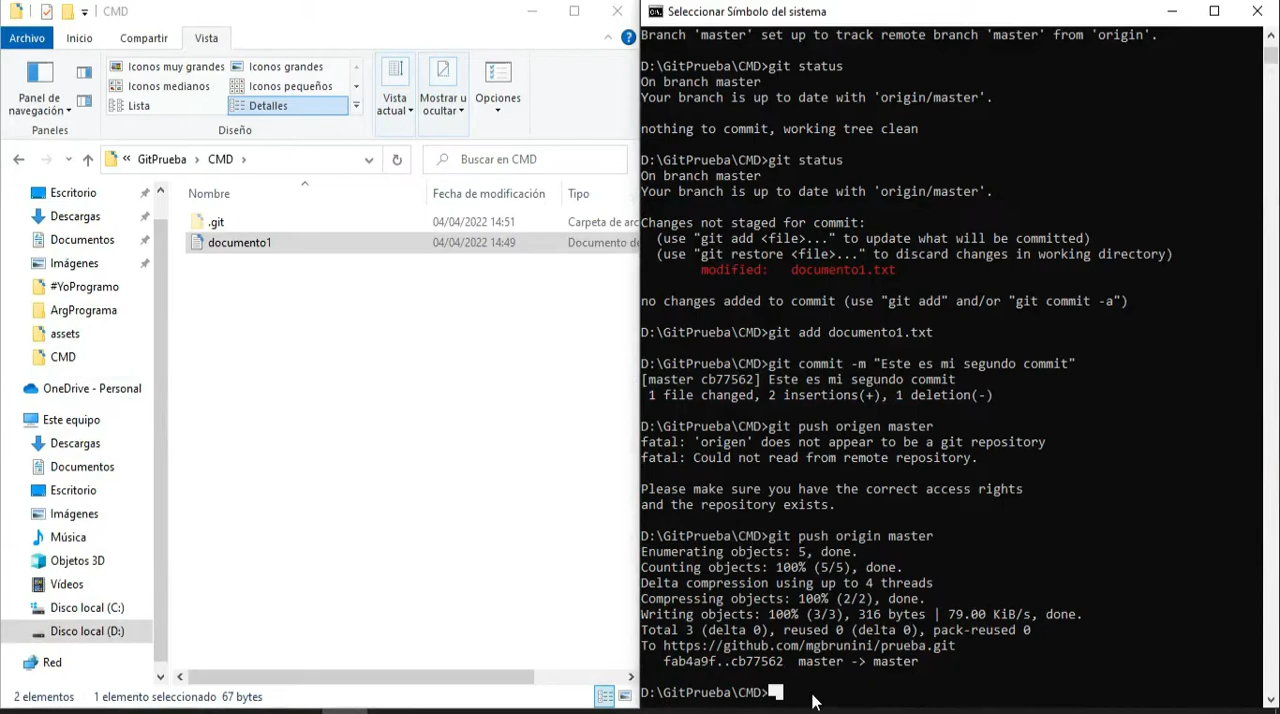 CMD
Archivo Inicio Compartir Vista
Panel de navegación
Iconos muy grandes Iconos grandes
Iconos medianos Iconos pequeños
Lista Detalles
Vista actual
Mostrar u ocultar
Opciones
Paneles Diseño
« GitPrueba › CMD › Buscar en CMD
Nombre Fecha de modificación Tipo
.git 04/04/2022 14:51 Carpeta de arc
documento1 04/04/2022 14:49 Documento de
Escritorio
Descargas
Documentos
Imágenes
#YoProgramo
ArgPrograma
assets
CMD
OneDrive - Personal
Este equipo
Descargas
Documentos
Escritorio
Imágenes
Música
Objetos 3D
Vídeos
Disco local (C:)
Disco local (D:)
Red
2 elementos 1 elemento seleccionado 67 bytes
Seleccionar Símbolo del sistema
Branch 'master' set up to track remote branch 'master' from 'origin'.
D:\GitPrueba\CMD>git status
On branch master
Your branch is up to date with 'origin/master'.
nothing to commit, working tree clean
D:\GitPrueba\CMD>git status
On branch master
Your branch is up to date with 'origin/master'.
Changes not staged for commit:
(use "git add <file>..." to update what will be committed)
(use "git restore <file>..." to discard changes in working directory)
modified: documento1.txt
no changes added to commit (use "git add" and/or "git commit -a")
D:\GitPrueba\CMD>git add documento1.txt
D:\GitPrueba\CMD>git commit -m "Este es mi segundo commit"
[master cb77562] Este es mi segundo commit
1 file changed, 2 insertions(+), 1 deletion(-)
D:\GitPrueba\CMD>git push origen master
fatal: 'origen' does not appear to be a git repository
fatal: Could not read from remote repository.
Please make sure you have the correct access rights
and the repository exists.
D:\GitPrueba\CMD>git push origin master
Enumerating objects: 5, done.
Counting objects: 100% (5/5), done.
Delta compression using up to 4 threads
Compressing objects: 100% (2/2), done.
Writing objects: 100% (3/3), 316 bytes | 79.00 KiB/s, done.
Total 3 (delta 0), reused 0 (delta 0), pack-reused 0
To https://github.com/mgbrunini/prueba.git
fab4a9f..cb77562 master -> master
D:\GitPrueba\CMD>